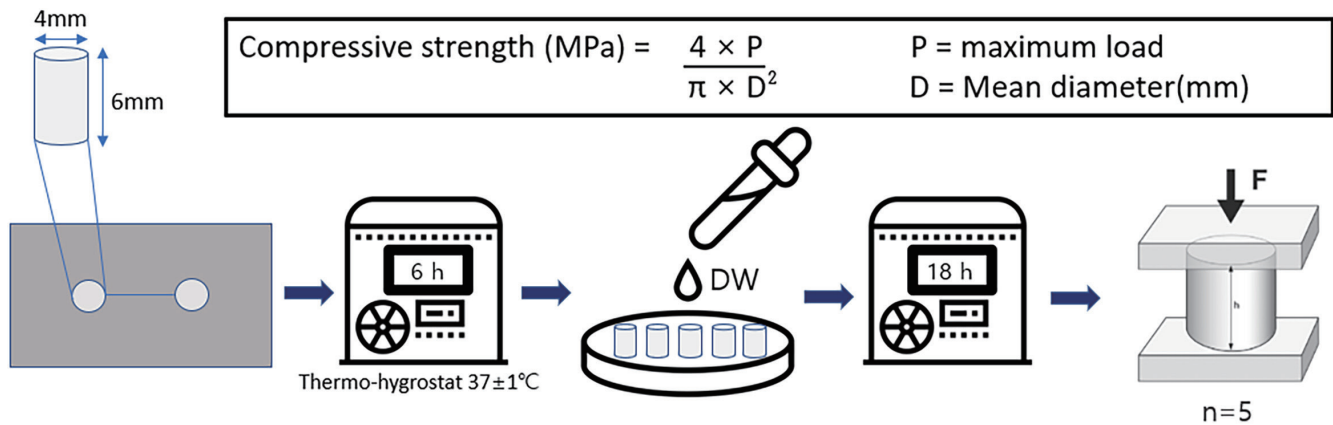 4mm
6mm
Compressive strength (MPa) = 4 × P / π × D²
P = maximum load
D = Mean diameter(mm)
6 h
Thermo-hygrostat 37±1℃
DW
18 h
F
h
n=5